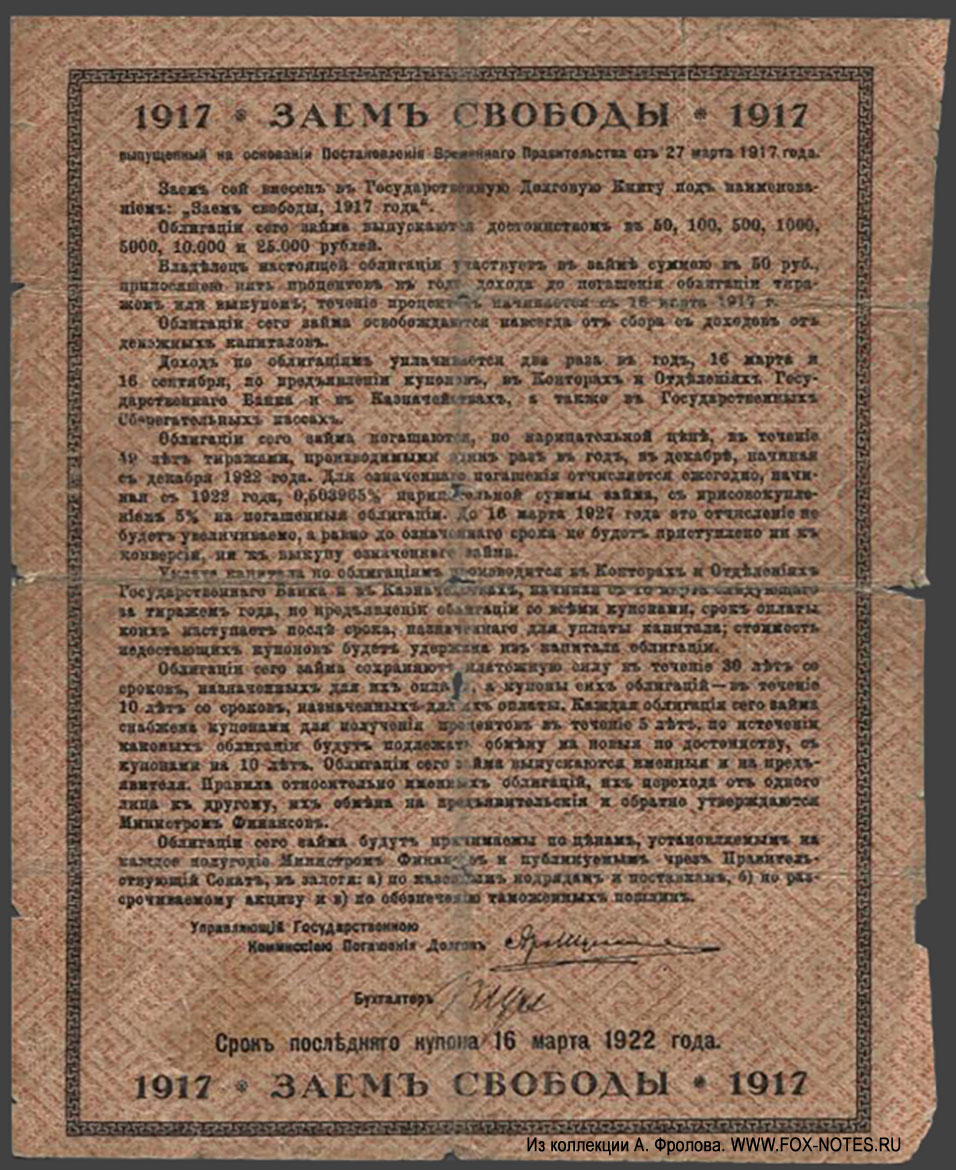 1917 * ЗАЕМЪ СВОБОДЫ * 1917
выпущенный на основаніи Постановленія Временнаго Правительства отъ 27 марта 1917 года.
Заемъ сей внесенъ въ Государственную Долговую Книгу подъ наименова-
ніемъ: „Заемъ свободы, 1917 года“.
Облигаціи сего займа выпускаются достоинствомъ въ 50, 100, 500, 1000,
5000, 10.000 и 25.000 рублей.
Владѣлецъ настоящей облигаціи участвуетъ въ займѣ суммою въ 50 руб.,
приносящею пять процентовъ въ годъ дохода до погашенія облигаціи тира-
жемъ или выкупомъ; теченіе процентовъ начинается съ 16 марта 1917 г.
Облигаціи сего займа освобождаются навсегда отъ сбора съ доходовъ отъ
денежныхъ капиталовъ.
Доходъ по облигаціямъ уплачивается два раза въ годъ, 16 марта и
16 сентября, по предъявленіи купоновъ, въ Конторахъ и Отдѣленіяхъ Госу-
дарственнаго Банка и въ Казначействахъ, а также въ Государственныхъ
Сберегательныхъ кассахъ.
Облигаціи сего займа погашаются, по нарицательной цѣнѣ, въ теченіе
49 лѣтъ тиражами, производимыми одинъ разъ въ годъ, въ декабрѣ, начиная
съ декабря 1922 года. Для означеннаго погашенія отчисляется ежегодно, начи-
ная съ 1922 года, 0,503965% нарицательной суммы займа, съ присовокупле-
ніемъ 5% на погашенныя облигаціи. До 16 марта 1927 года это отчисленіе не
будетъ увеличиваемо, а равно до означеннаго срока не будетъ приступлено ни къ
конверсіи, ни къ выкупу означеннаго займа.
Уплата капитала по облигаціямъ производится въ Конторахъ и Отдѣленіяхъ
Государственнаго Банка и въ Казначействахъ, начиная съ 16 марта слѣдующаго
за тиражемъ года, по предъявленіи облигаціи со всѣми купонами, срокъ оплаты
коихъ наступаетъ послѣ срока, назначеннаго для уплаты капитала; стоимость
недостающихъ купоновъ будетъ удержана изъ капитала облигаціи.
Облигаціи сего займа сохраняютъ платежную силу въ теченіе 30 лѣтъ со
сроковъ, назначенныхъ для ихъ оплаты, а купоны сихъ облигацій—въ теченіе
10 лѣтъ со сроковъ, назначенныхъ для ихъ оплаты. Каждая облигація сего займа
снабжена купонами для полученія процентовъ въ теченіе 5 лѣтъ, по истеченіи
каковыхъ облигаціи будутъ подлежать обмѣну на новыя по достоинству, съ
купонами на 10 лѣтъ. Облигаціи сего займа выпускаются именныя и на предъ-
явителя. Правила относительно именныхъ облигацій, ихъ перехода отъ одного
лица къ другому, ихъ обмѣна на предъявительскія и обратно утверждаются
Министромъ Финансовъ.
Облигаціи сего займа будутъ принимаемы по цѣнамъ, установляемымъ на
каждое полугодіе Министромъ Финансовъ и публикуемымъ чрезъ Правитель-
ствующій Сенатъ, въ залоги: а) по казеннымъ подрядамъ и поставкамъ, б) по раз-
срочиваемому акцизу и в) по обезпеченію таможенныхъ пошлинъ.
Управляющій Государственною
Коммиссіею Погашенія Долговъ
Бухгалтеръ
Срокъ послѣдняго купона 16 марта 1922 года.
1917 * ЗАЕМЪ СВОБОДЫ * 1917
Из коллекции А. Фролова. WWW.FOX-NOTES.RU